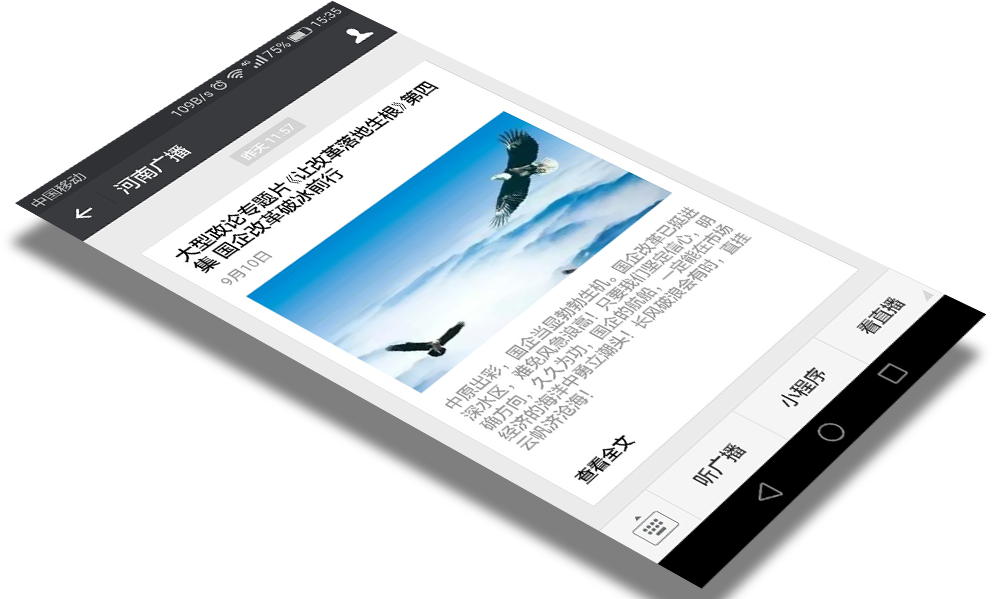 中国移动 109B/s 4G 75% 15:35
河南广播
昨天 11:57
大型政论专题片《让改革落地生根》第四
集 国企改革破冰前行
9月10日
中原出彩，国企当显勃勃生机。国企改革已挺进
深水区，难免风急浪高！只要我们坚定信心，明
确方向，久久为功，国企的航船，一定能在市场
经济的海洋中勇立潮头！长风破浪会有时，直挂
云帆济沧海！
查看全文
听广播 小程序 看直播